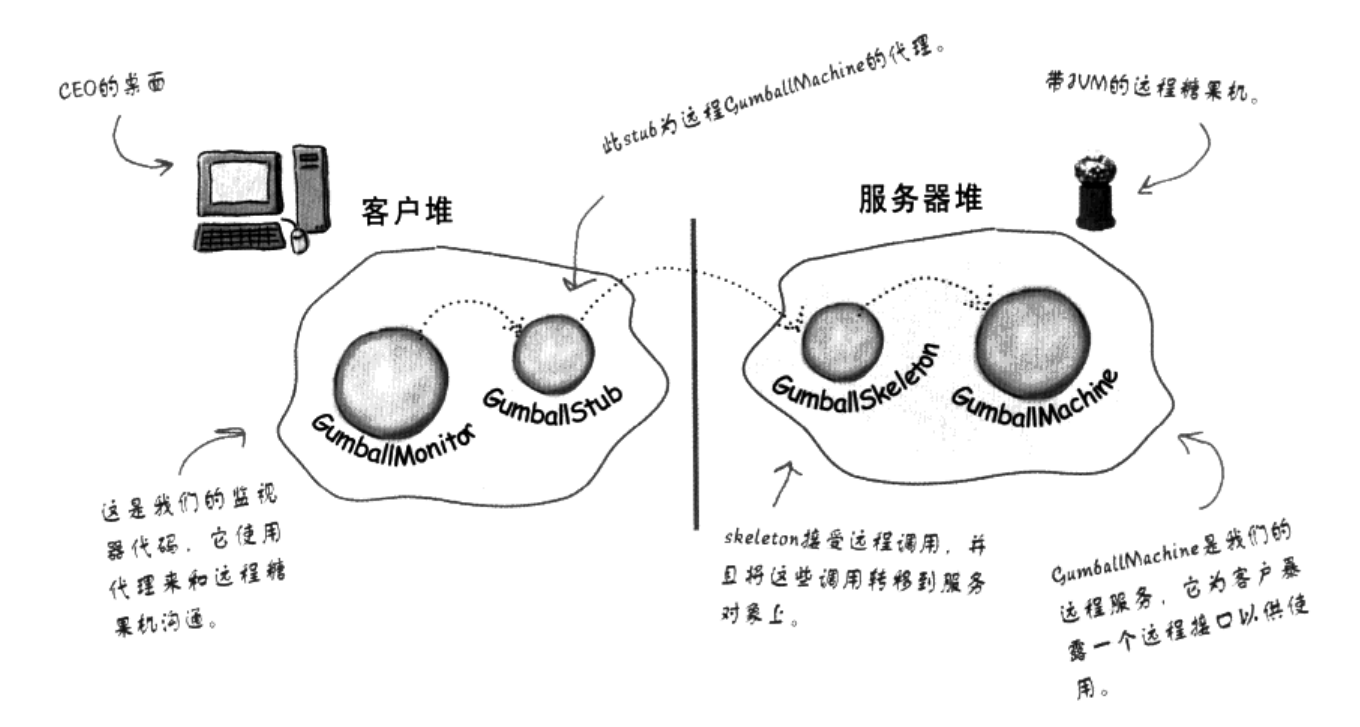 CEO的桌面
此stub为远程GumballMachine的代理。
带JVM的远程糖果机。
客户堆
服务器堆
GumballMonitor
GumballStub
GumballSkeleton
GumballMachine
这是我们的监视
器代码，它使用
代理来和远程糖
果机沟通。
skeleton接受远程调用，并
且将这些调用转移到服务
对象上。
GumballMachine是我们的
远程服务，它为客户暴
露一个远程接口以供使
用。